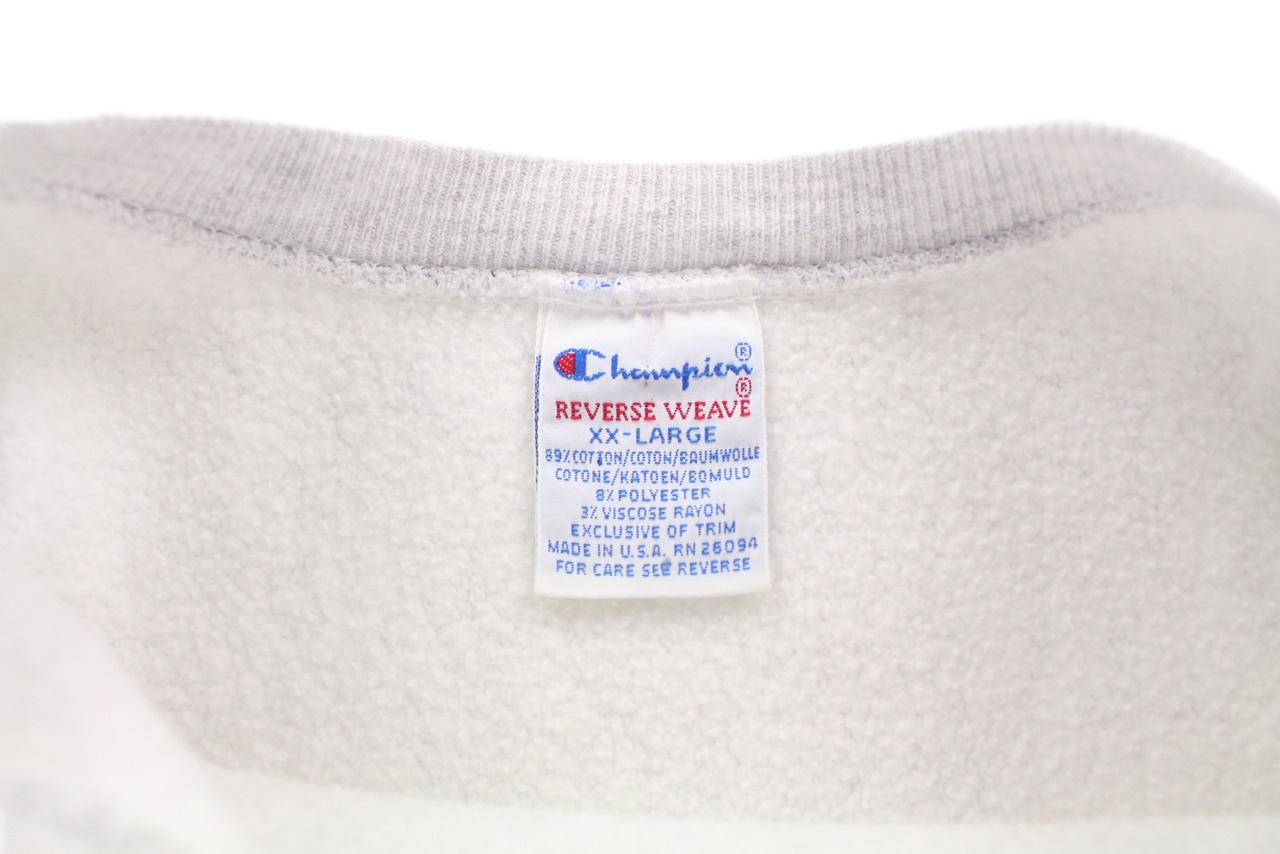 Champion®
REVERSE WEAVE®
XX-LARGE
89% COTTON/COTON/BAUMWOLLE
COTONE/KATOEN/BOMULD
8% POLYESTER
3% VISCOSE RAYON
EXCLUSIVE OF TRIM
MADE IN U.S.A. RN 26094
FOR CARE SEE REVERSE